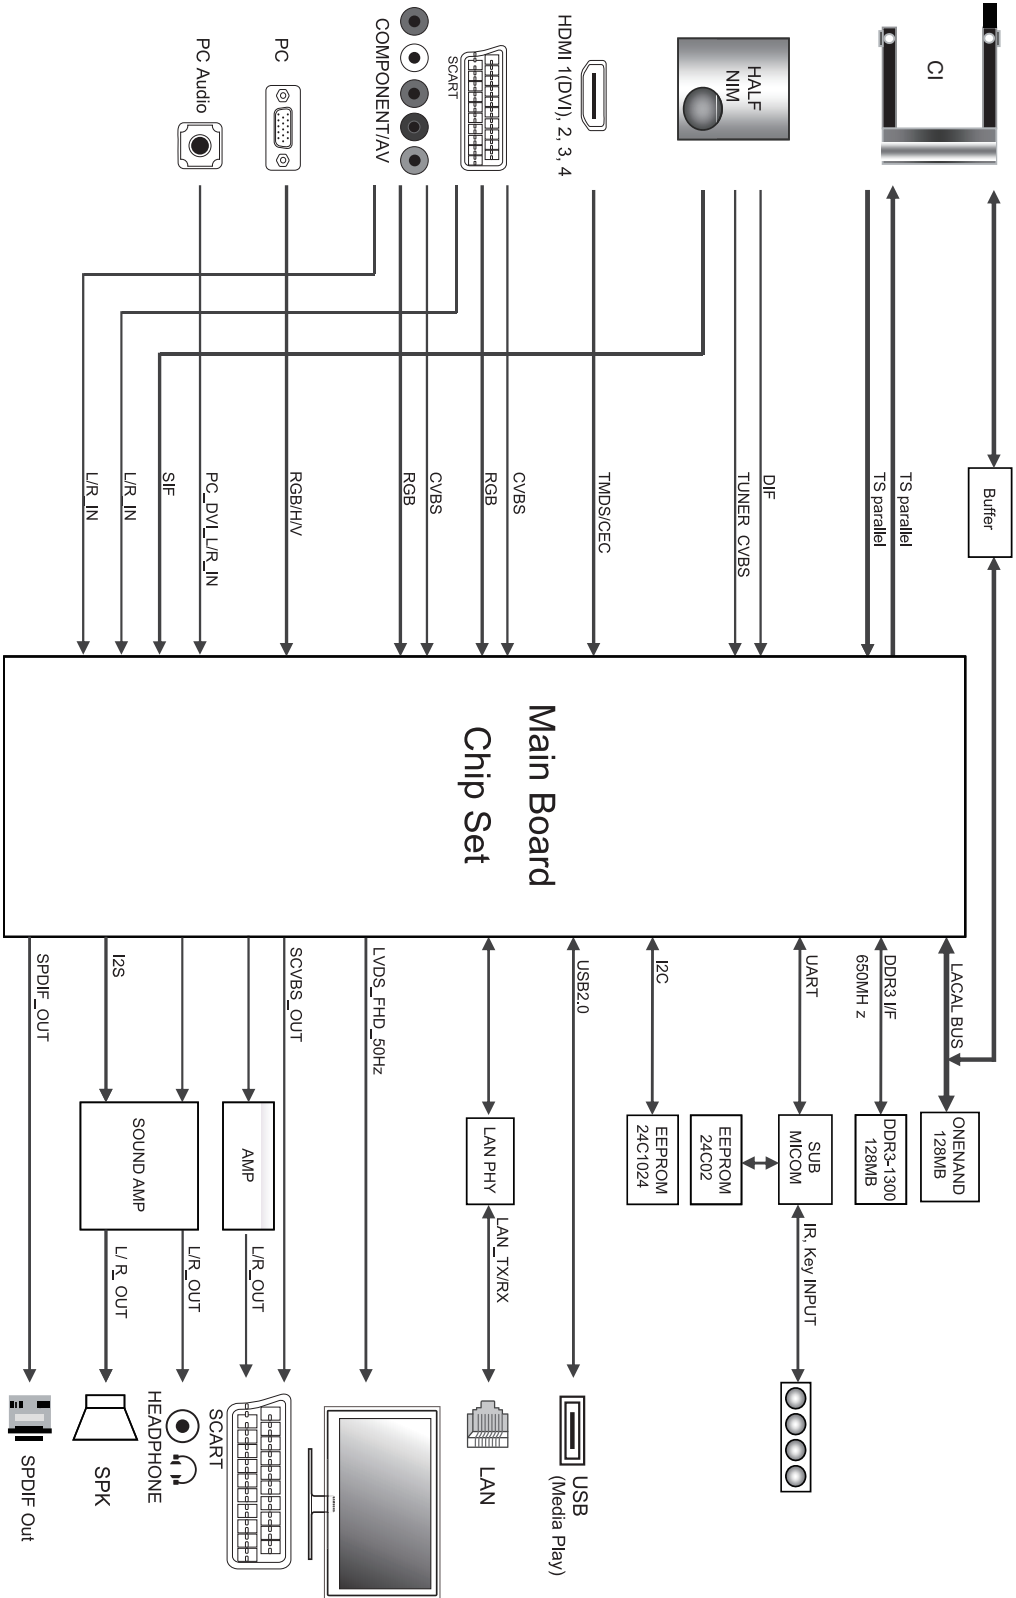 CI
HALF
NIM
HDMI 1(DVI), 2, 3, 4
SCART
COMPONENT/AV
PC
PC Audio
Buffer
TS parallel
TS parallel
DIF
TUNER_CVBS
TMDS/CEC
CVBS
RGB
CVBS
RGB
RGB/H/V
PC_DVI_L/R_IN
SIF
L/R_IN
L/R_IN
Main Board
Chip Set
LACAL BUS
DDR3 I/F
650MH z
UART
I2C
USB2.0
LVDS_FHD_50Hz
SCVBS_OUT
I2S
SPDIF_OUT
ONENAND
128MB
DDR3-1300
128MB
SUB
MICOM
EEPROM
24C02
EEPROM
24C1024
LAN PHY
AMP
SOUND AMP
IR, Key INPUT
LAN_TX/RX
L/R_OUT
L/R_OUT
L/ R_OUT
USB
(Media Play)
LAN
SCART
HEADPHONE
SPK
SPDIF Out